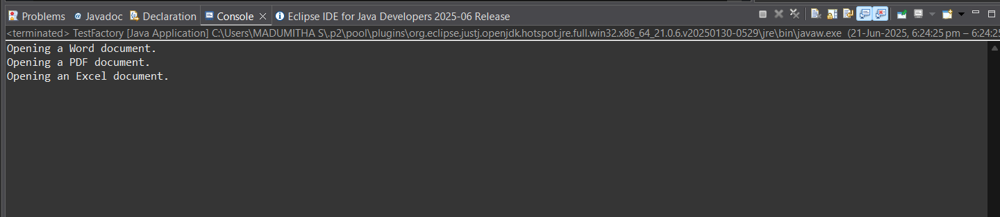 Problems @ Javadoc Declaration Console Eclipse IDE for Java Developers 2025-06 Release
<terminated> TestFactory [Java Application] C:\Users\MADUMITHA S\.p2\pool\plugins\org.eclipse.justj.openjdk.hotspot.jre.full.win32.x86_64_21.0.6.v20250130-0529\jre\bin\javaw.exe (21-Jun-2025, 6:24:25 pm – 6:24:25
Opening a Word document.
Opening a PDF document.
Opening an Excel document.